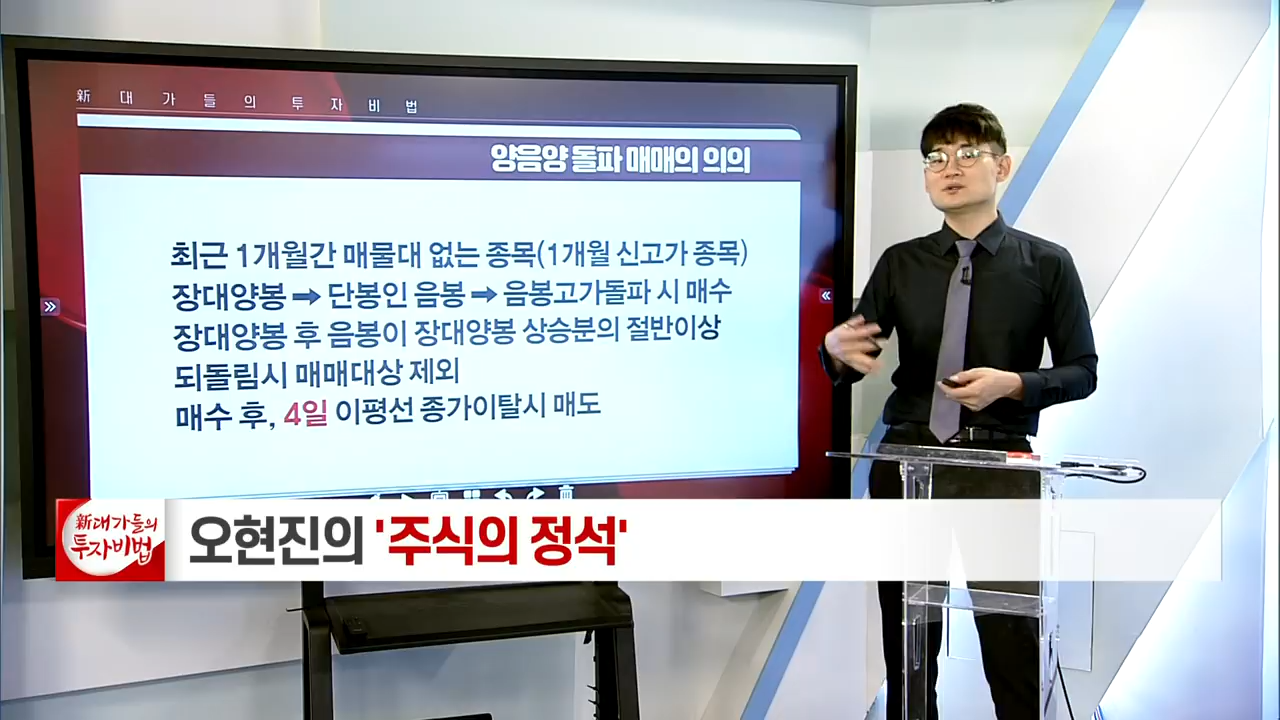 新 대 가 들 의 투 자 비 법
양음양 돌파 매매의 의의
최근 1개월간 매물대 없는 종목(1개월 신고가 종목)
장대양봉 ➡ 단봉인 음봉 ➡ 음봉고가돌파 시 매수
장대양봉 후 음봉이 장대양봉 상승분의 절반이상
되돌림시 매매대상 제외
매수 후, 4일 이평선 종가이탈시 매도
新대가들의
투자비법
오현진의 '주식의 정석'